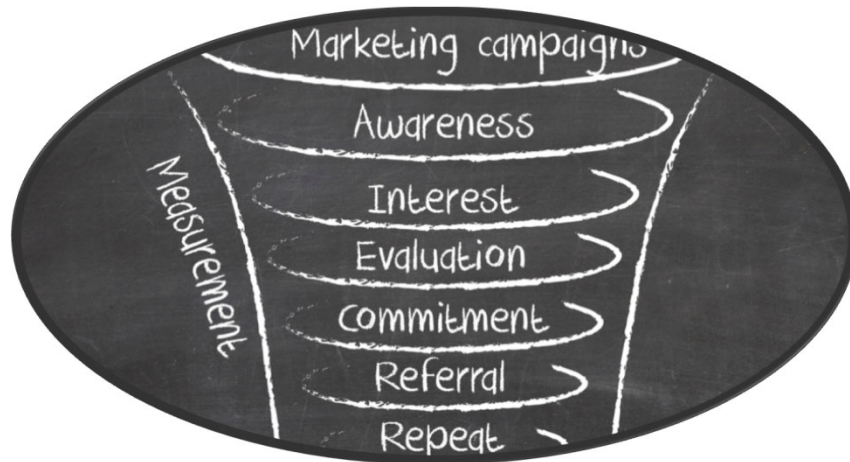 Marketing campaigns
Awareness
Interest
Measurement
Evaluation
Commitment
Referral
Repeat